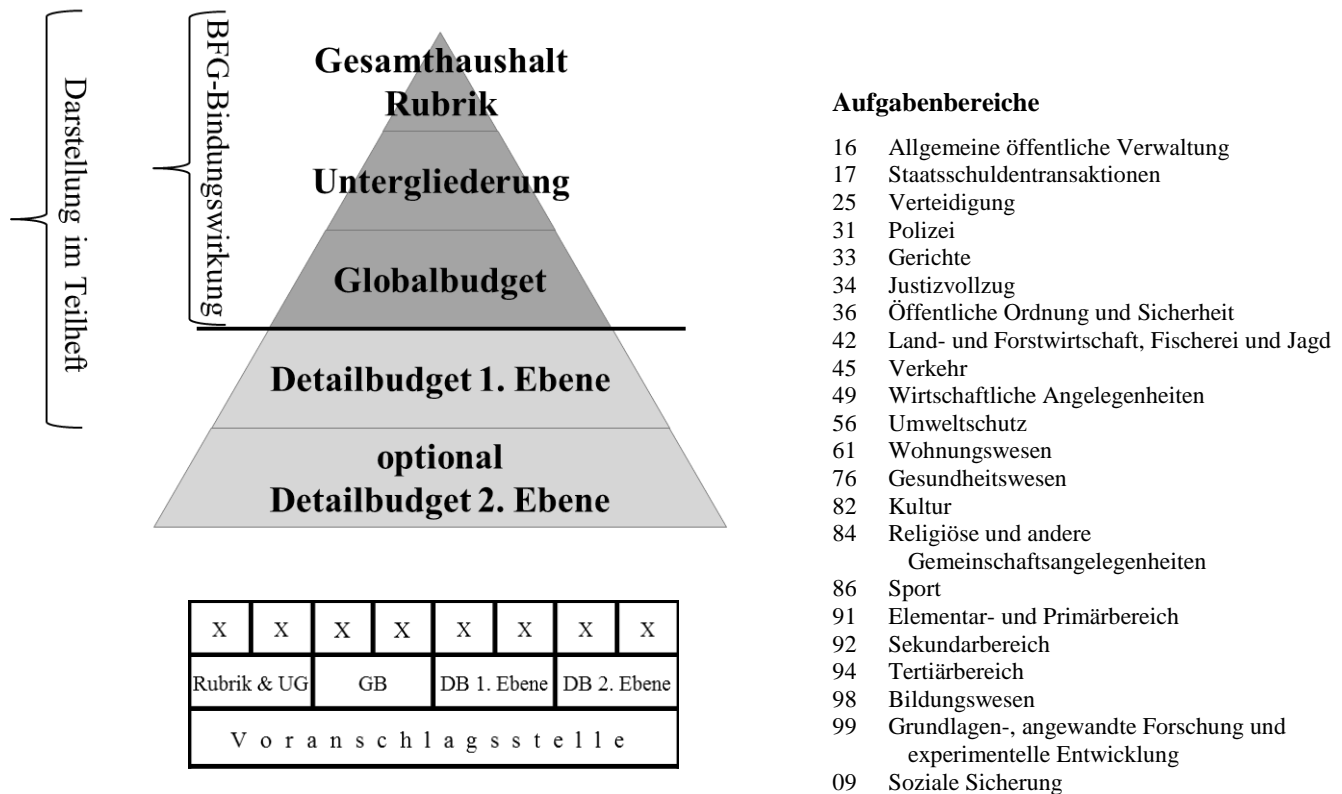 Darstellung im Teilheft
BFG-Bindungswirkung
Gesamthaushalt
Rubrik
Untergliederung
Globalbudget
Detailbudget 1. Ebene
optional
Detailbudget 2. Ebene
X X X X X X X X
Rubrik & UG GB DB 1. Ebene DB 2. Ebene
Voranschlagsstelle
Aufgabenbereiche
16 Allgemeine öffentliche Verwaltung
17 Staatsschuldentransaktionen
25 Verteidigung
31 Polizei
33 Gerichte
34 Justizvollzug
36 Öffentliche Ordnung und Sicherheit
42 Land- und Forstwirtschaft, Fischerei und Jagd
45 Verkehr
49 Wirtschaftliche Angelegenheiten
56 Umweltschutz
61 Wohnungswesen
76 Gesundheitswesen
82 Kultur
84 Religiöse und andere
Gemeinschaftsangelegenheiten
86 Sport
91 Elementar- und Primärbereich
92 Sekundarbereich
94 Tertiärbereich
98 Bildungswesen
99 Grundlagen-, angewandte Forschung und
experimentelle Entwicklung
09 Soziale Sicherung